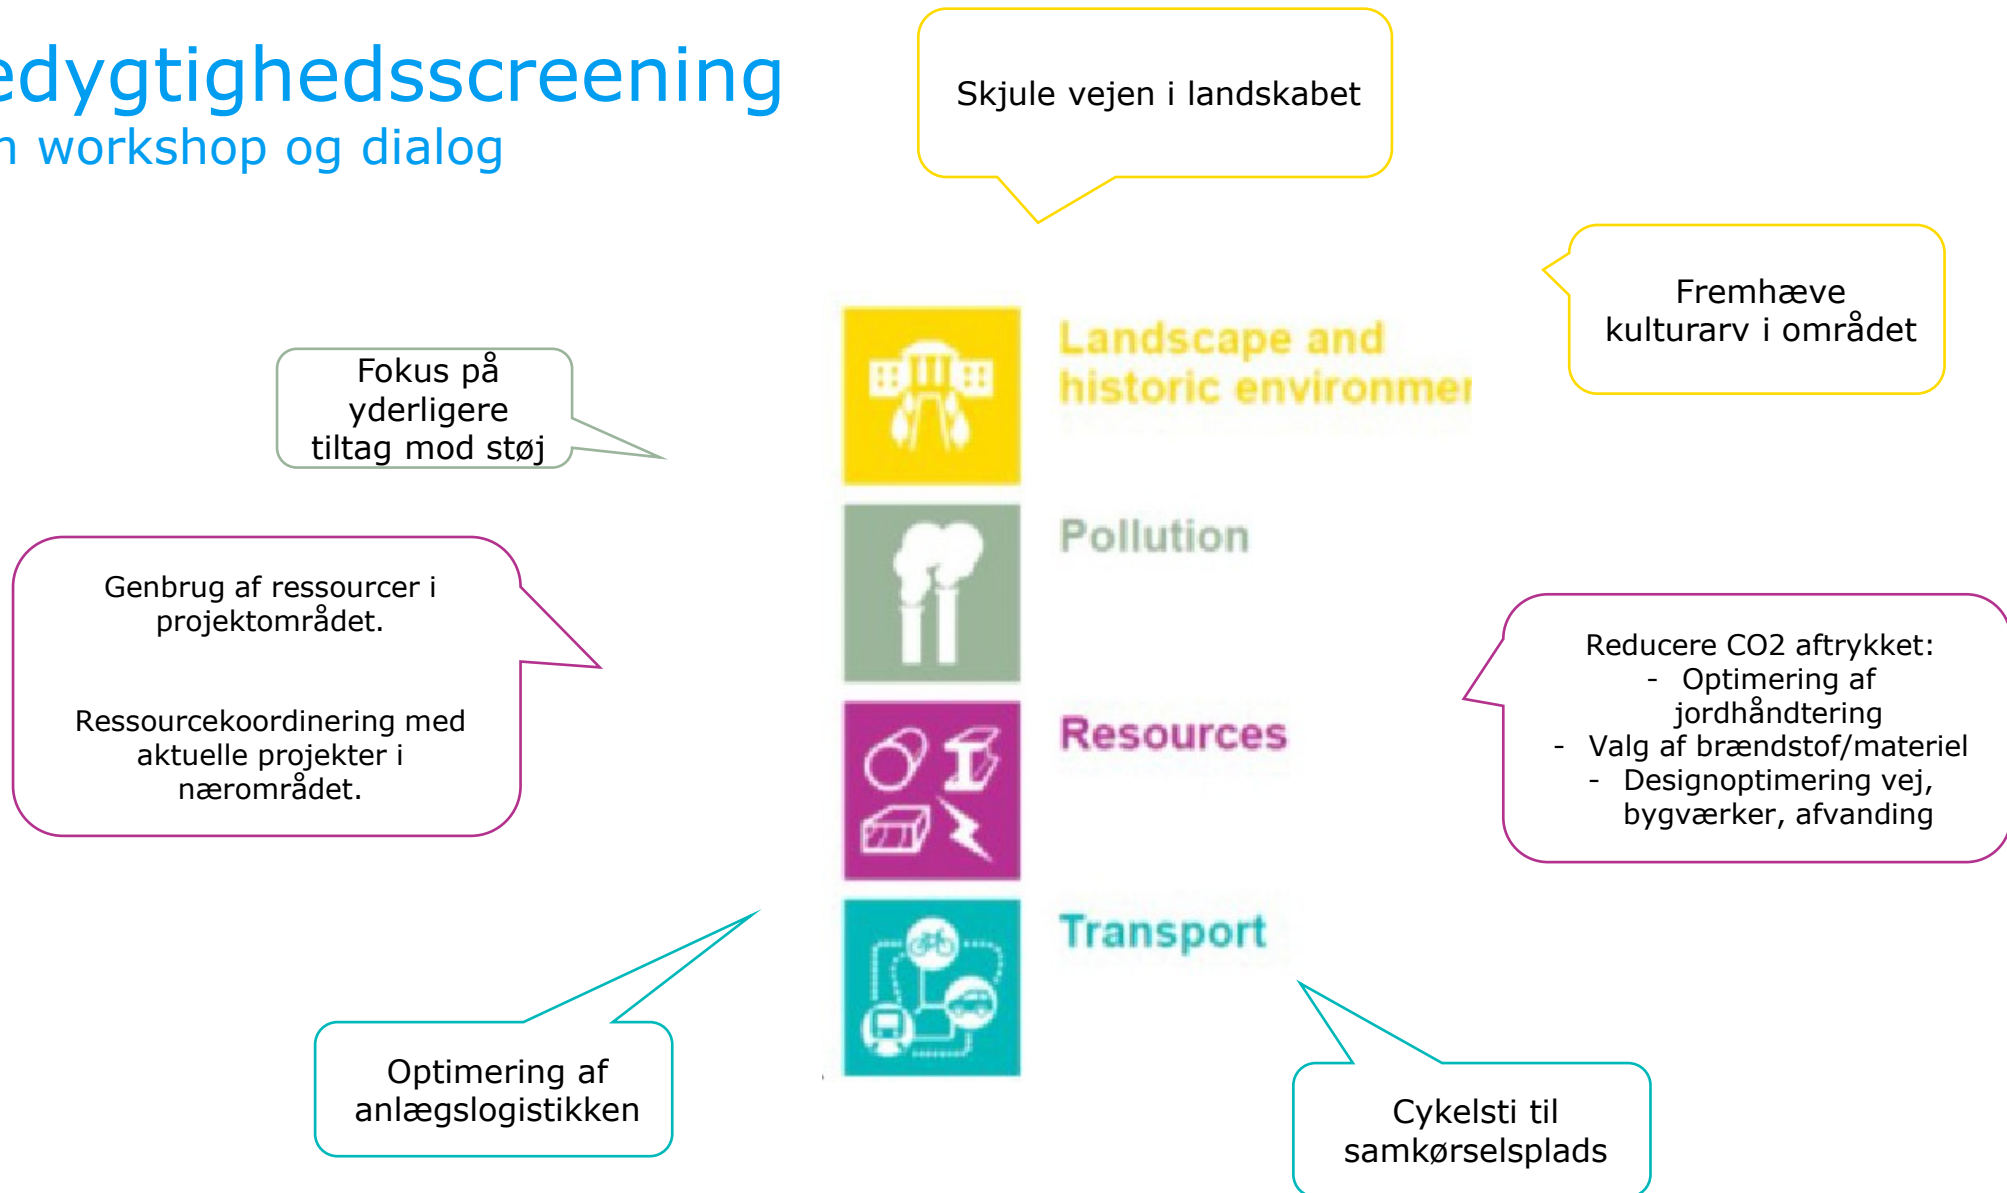 edygtighedsscreening
n workshop og dialog
Skjule vejen i landskabet
Fremhæve
kulturarv i området
Landscape and
historic environmer
Fokus på
yderligere
tiltag mod støj
Pollution
Genbrug af ressourcer i
projektområdet.
Ressourcekoordinering med
aktuelle projekter i
nærområdet.
Reducere CO2 aftrykket:
- Optimering af
jordhåndtering
- Valg af brændstof/materiel
- Designoptimering vej,
bygværker, afvanding
Resources
Transport
Optimering af
anlægslogistikken
Cykelsti til
samkørselsplads